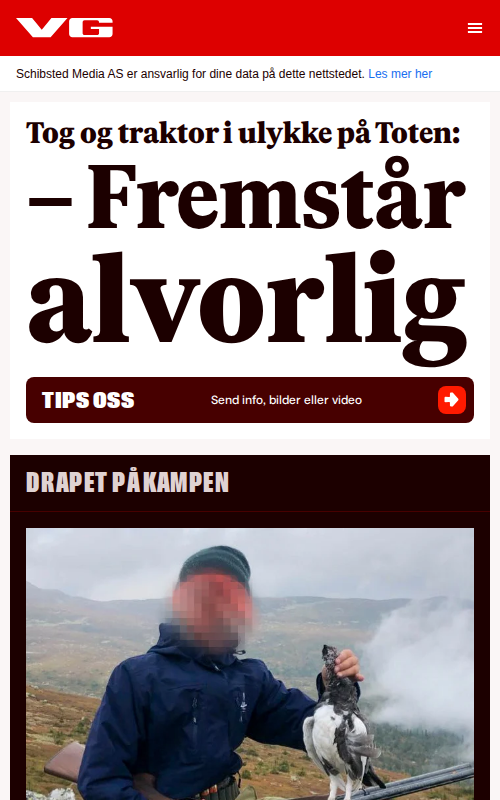 VG
Schibsted Media AS er ansvarlig for dine data på dette nettstedet. Les mer her
Tog og traktor i ulykke på Toten:
– Fremstår
alvorlig
TIPS OSS Send info, bilder eller video
DRAPET PÅ KAMPEN